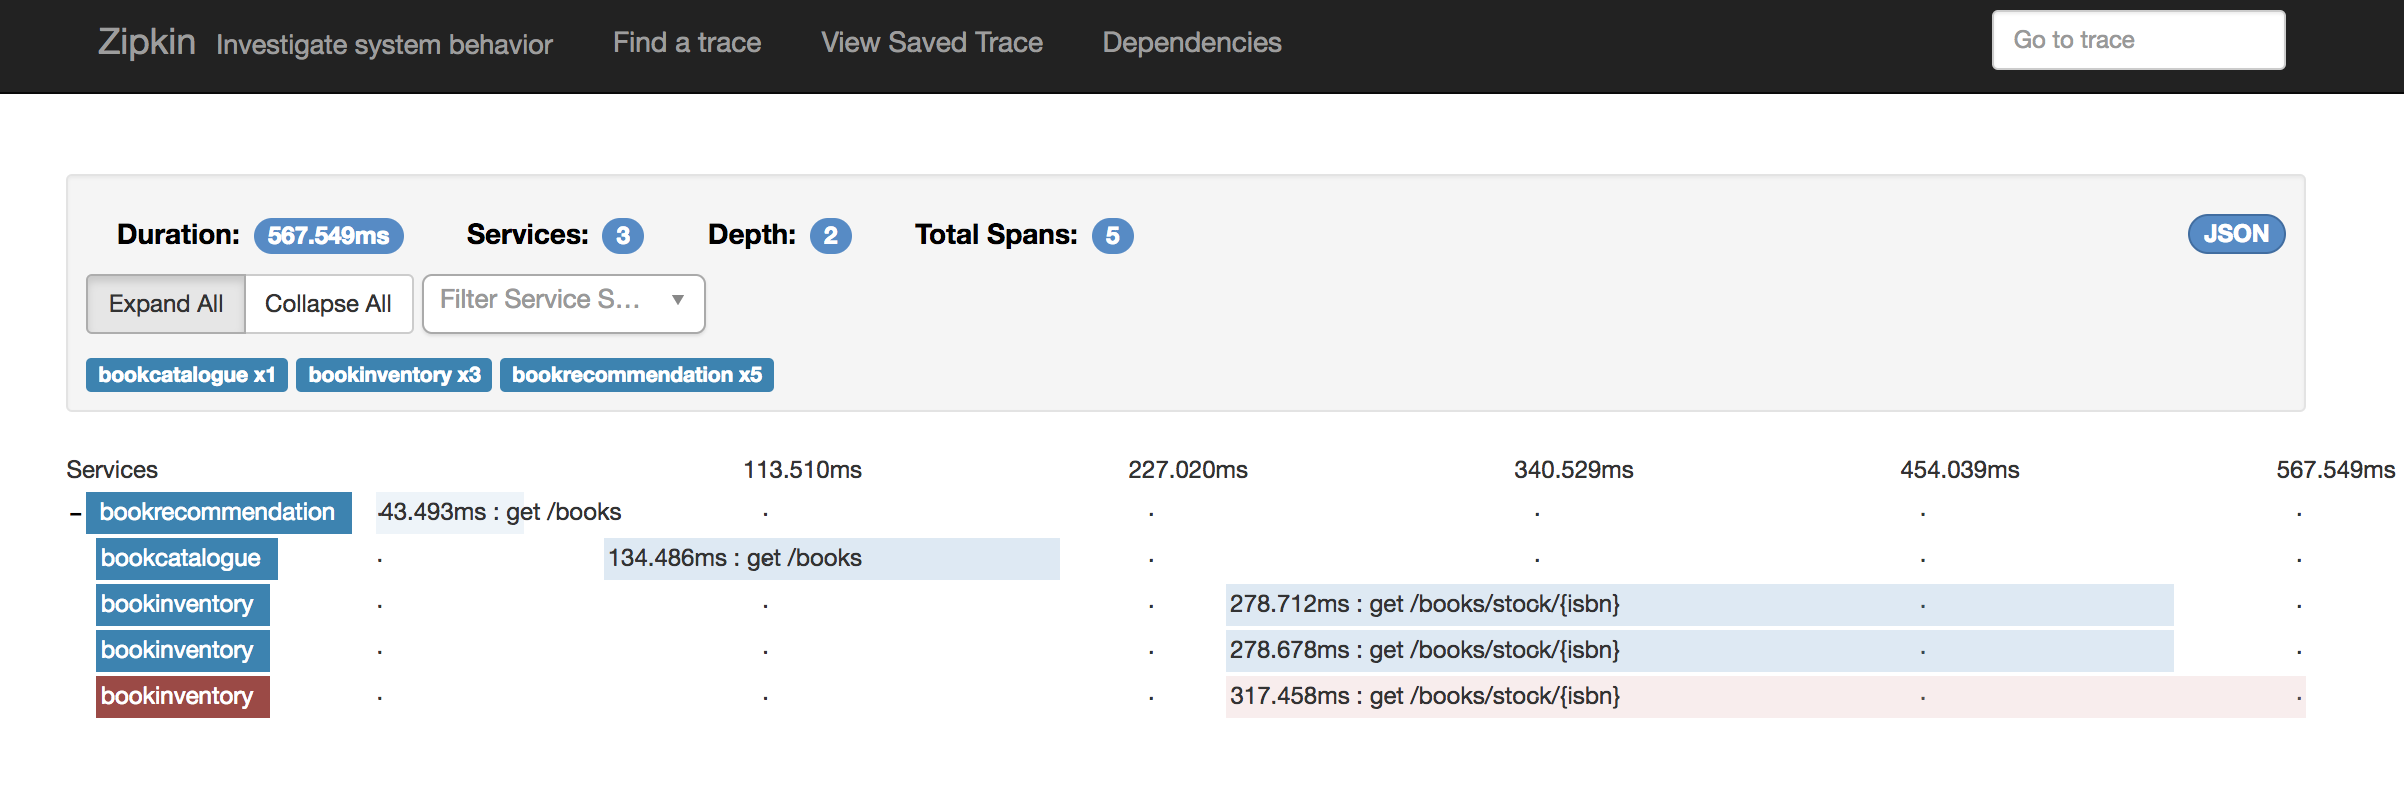 Zipkin Investigate system behavior Find a trace View Saved Trace Dependencies Go to trace
Duration: 567.549ms Services: 3 Depth: 2 Total Spans: 5 JSON
Expand All Collapse All Filter Service S...
bookcatalogue x1 bookinventory x3 bookrecommendation x5
Services 113.510ms 227.020ms 340.529ms 454.039ms 567.549ms
- bookrecommendation 43.493ms : get /books
bookcatalogue 134.486ms : get /books
bookinventory 278.712ms : get /books/stock/{isbn}
bookinventory 278.678ms : get /books/stock/{isbn}
bookinventory 317.458ms : get /books/stock/{isbn}